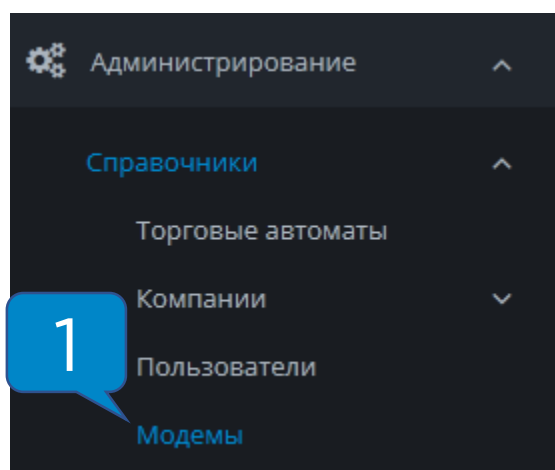 Администрирование
Справочники
Торговые автоматы
Компании
1
Пользователи
Модемы